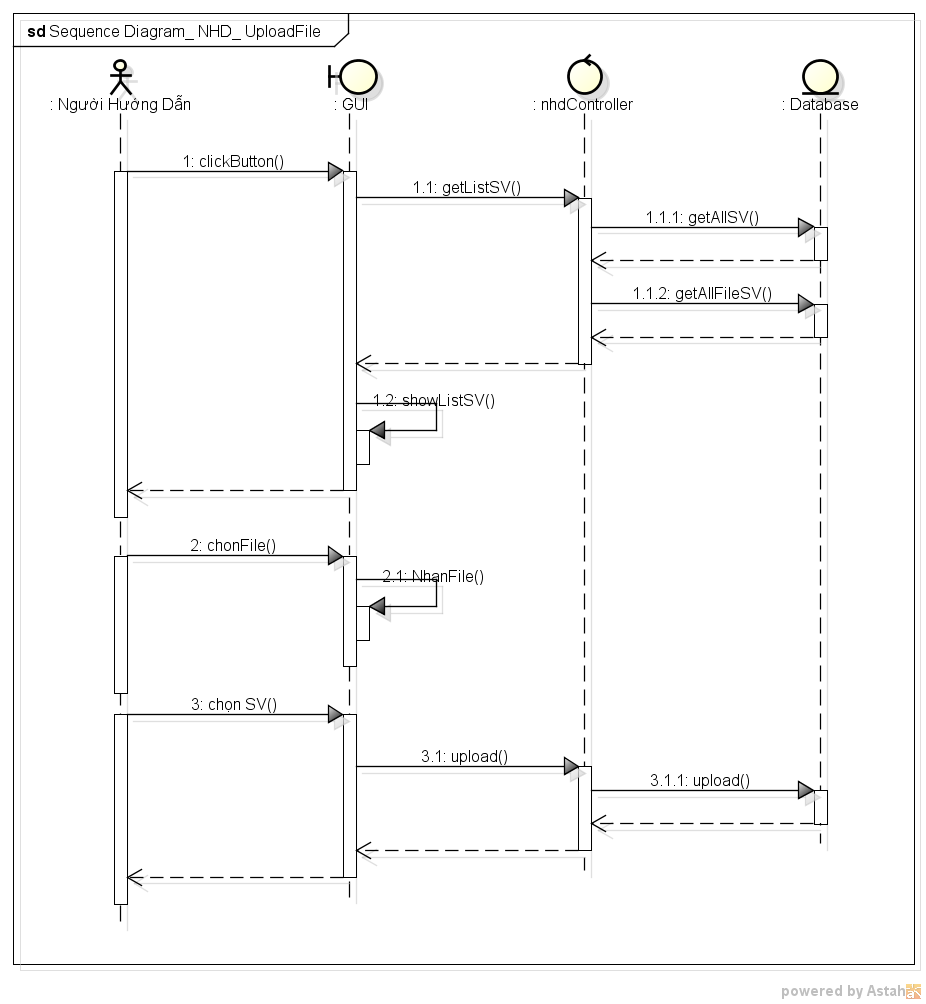 sd Sequence Diagram_ NHD_ UploadFile
: Người Hướng Dẫn
: GUI
: nhdController
: Database
1: clickButton()
1.1: getListSV()
1.1.1: getAllSV()
1.1.2: getAllFileSV()
1.2: showListSV()
2: chonFile()
2.1: NhanFile()
3: chọn SV()
3.1: upload()
3.1.1: upload()
powered by Astah